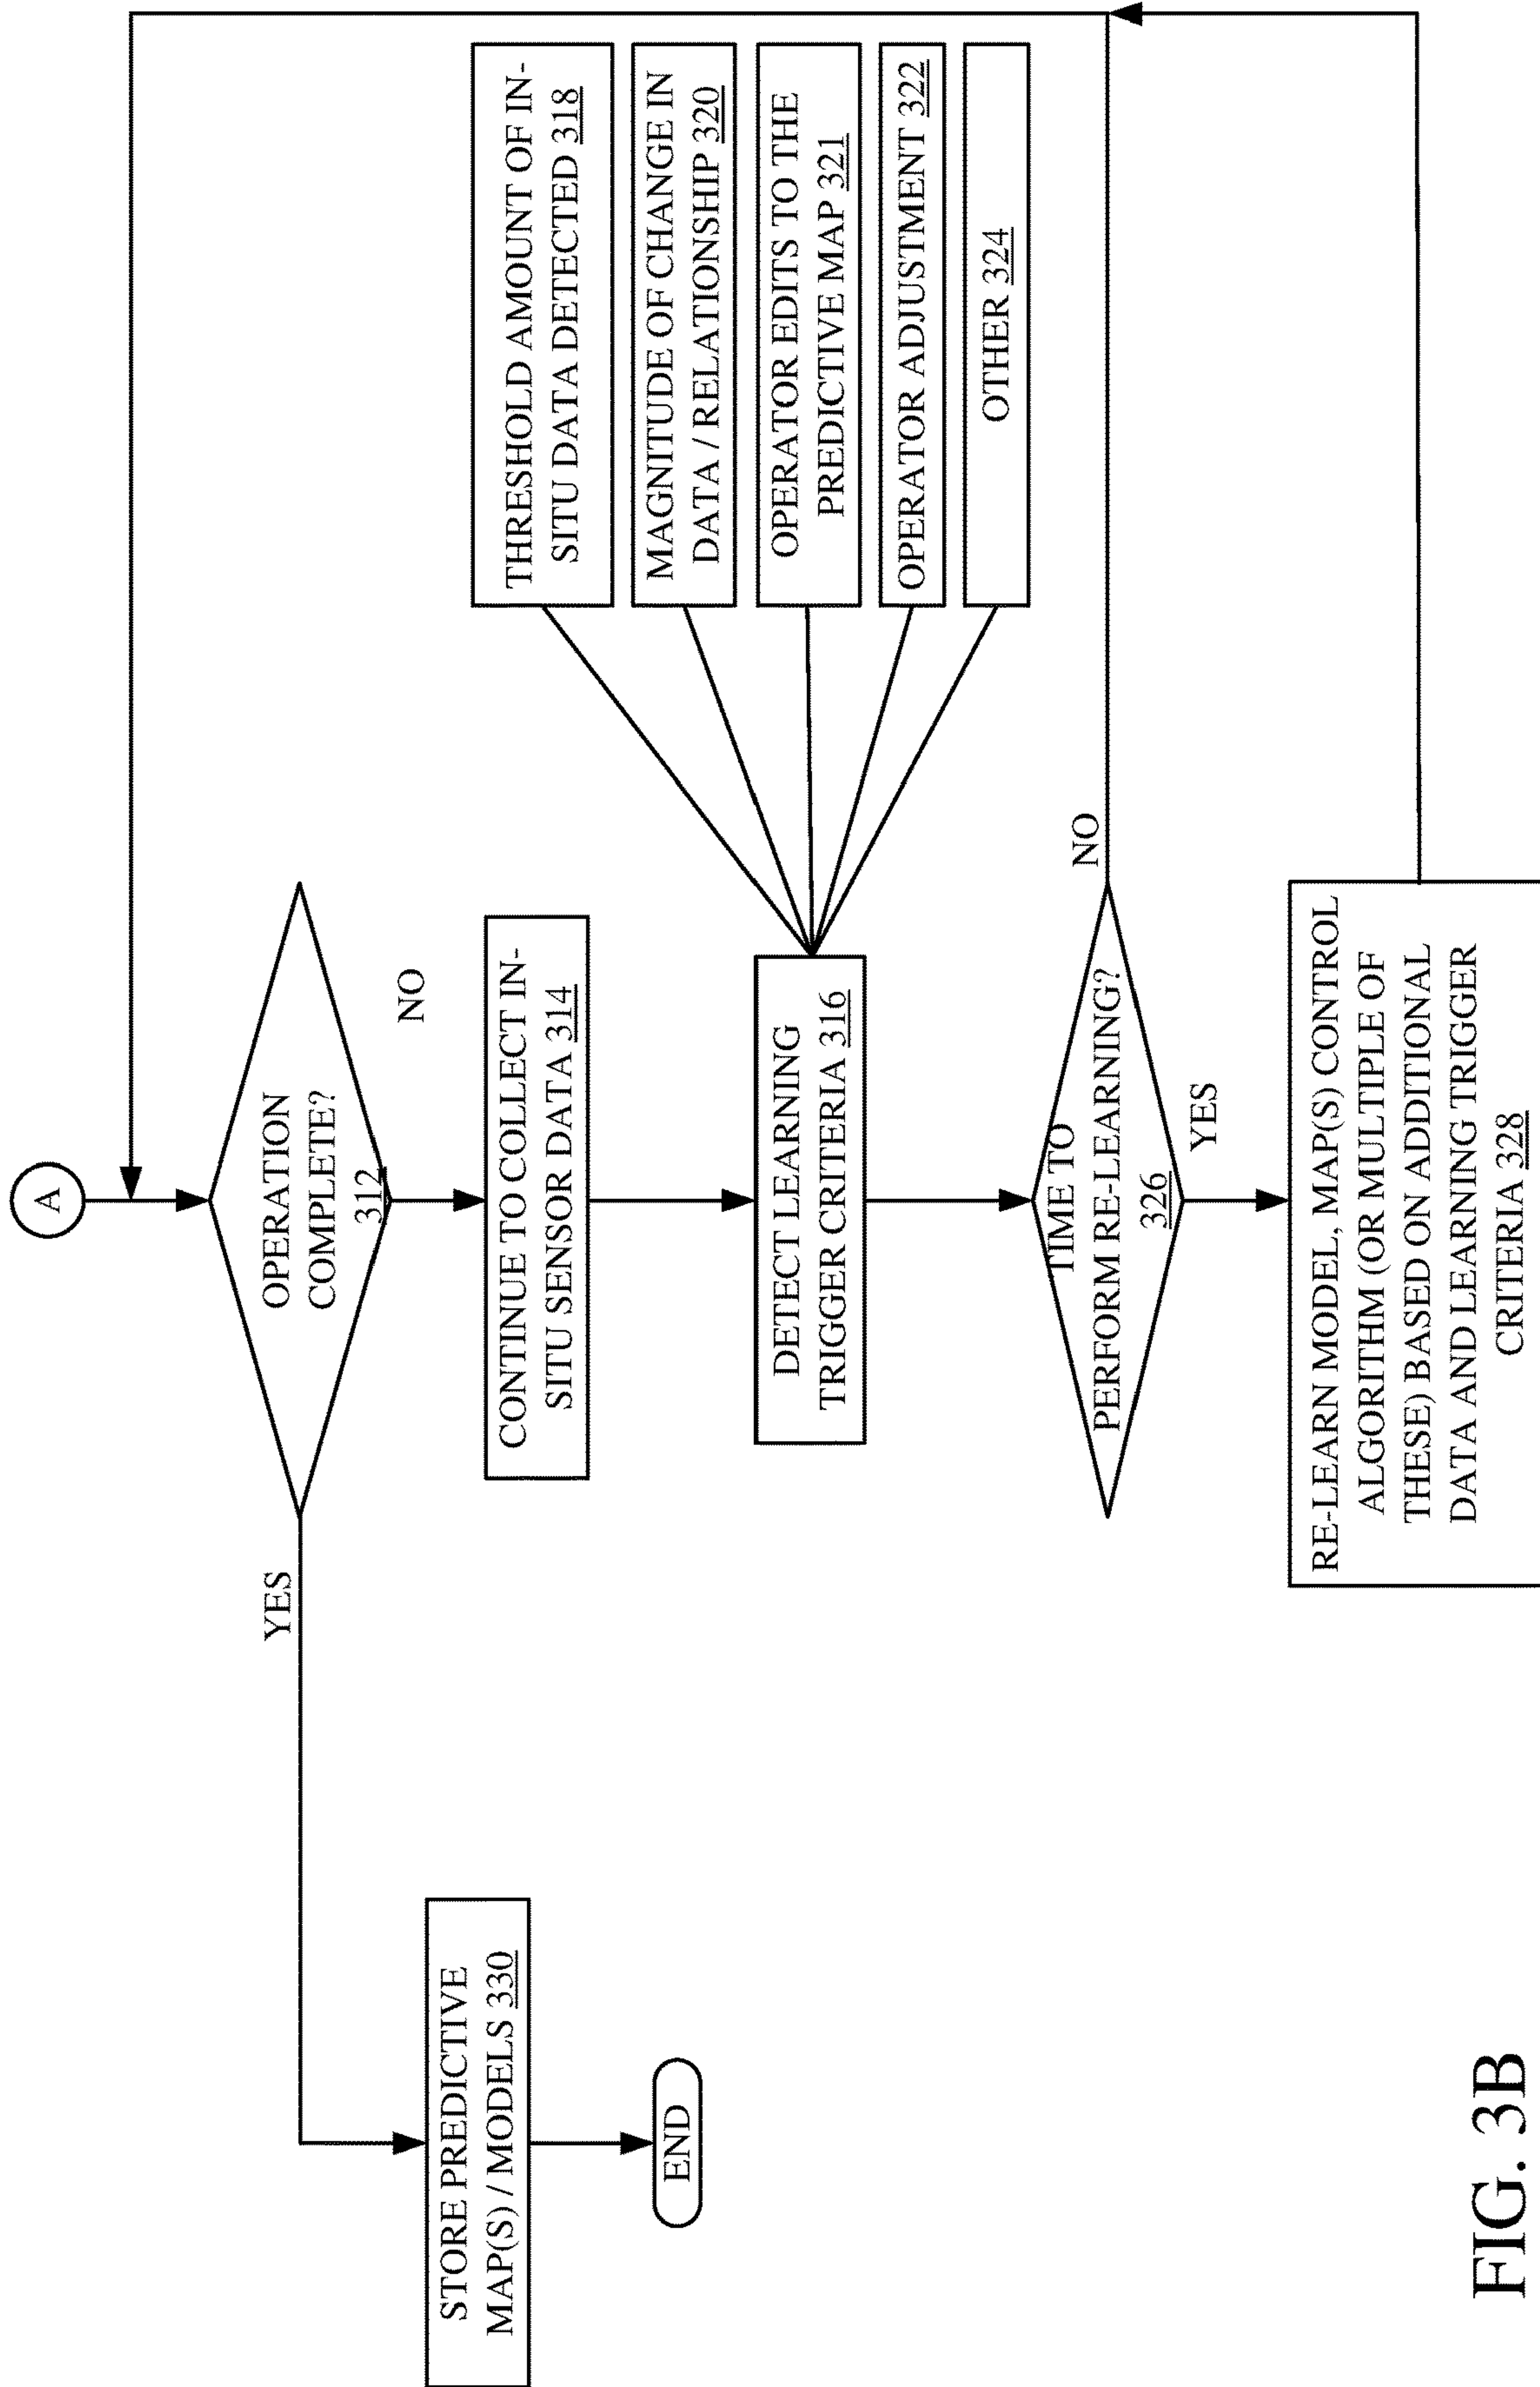 A
OPERATION
COMPLETE?
312
YES
NO
STORE PREDICTIVE
MAP(S) / MODELS 330
END
CONTINUE TO COLLECT IN-
SITU SENSOR DATA 314
DETECT LEARNING
TRIGGER CRITERIA 316
THRESHOLD AMOUNT OF IN-
SITU DATA DETECTED 318
MAGNITUDE OF CHANGE IN
DATA / RELATIONSHIP 320
OPERATOR EDITS TO THE
PREDICTIVE MAP 321
OPERATOR ADJUSTMENT 322
OTHER 324
TIME TO
PERFORM RE-LEARNING?
326
NO
YES
RE-LEARN MODEL, MAP(S) CONTROL
ALGORITHM (OR MULTIPLE OF
THESE) BASED ON ADDITIONAL
DATA AND LEARNING TRIGGER
CRITERIA 328
FIG. 3B